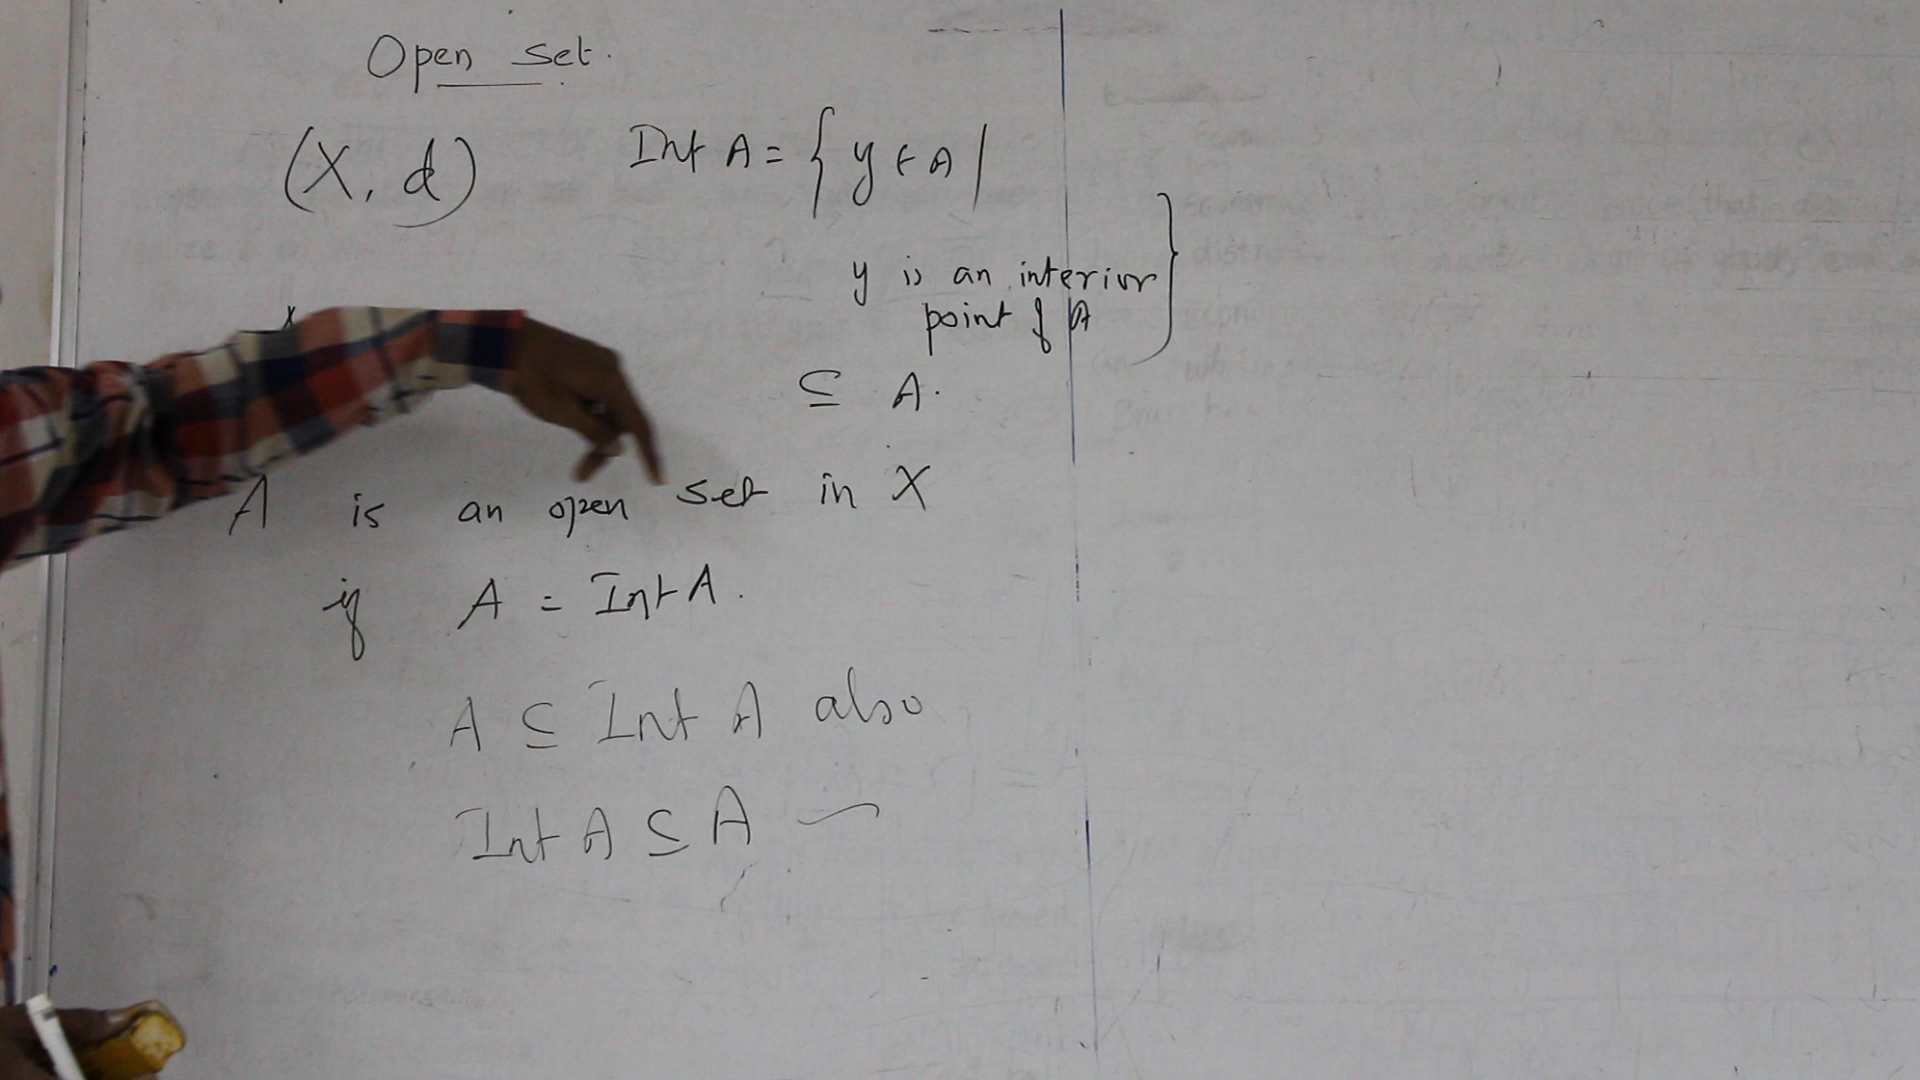 Open set.
(X, d) Int A = { y ∈ A |
y is an interior
point of A }
⊆ A.
A is an open set in X
if A = Int A.
A ⊆ Int A also
Int A ⊆ A